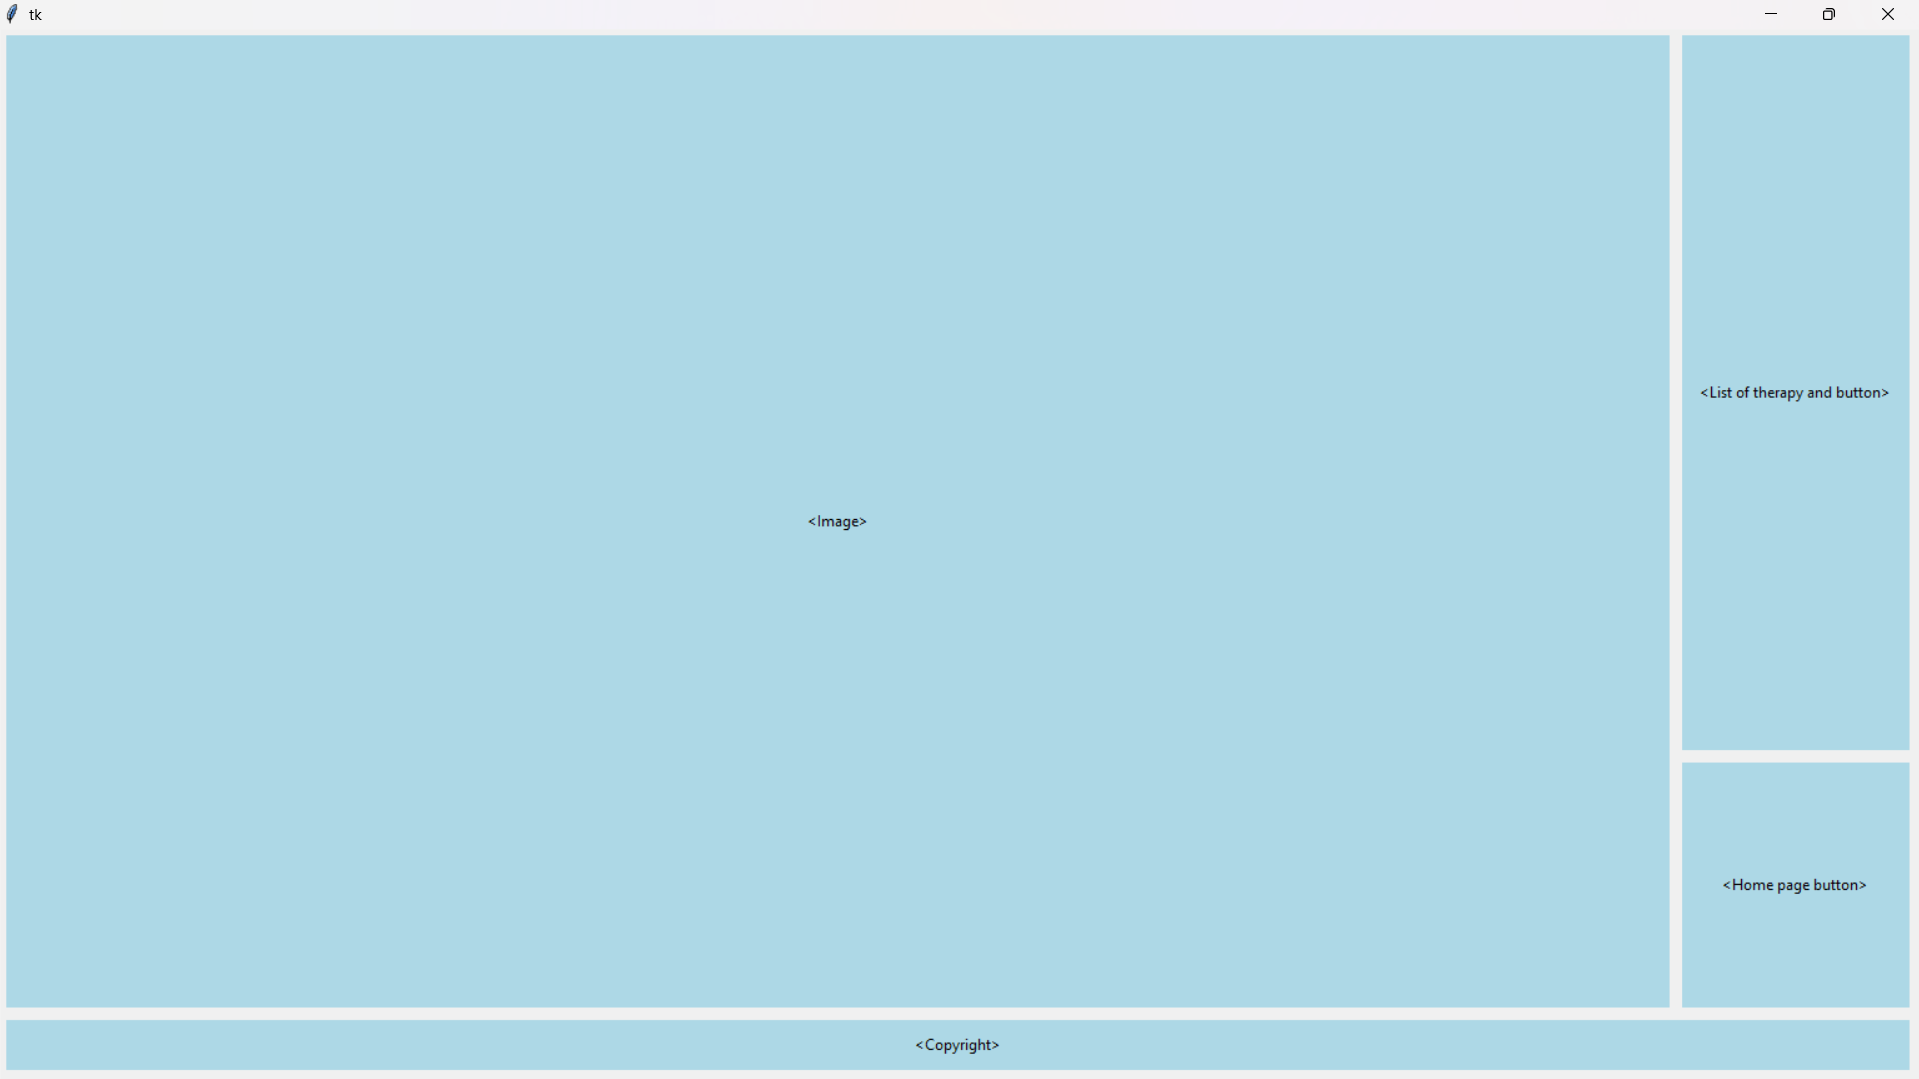 tk
<List of therapy and button>
<Image>
<Home page button>
<Copyright>